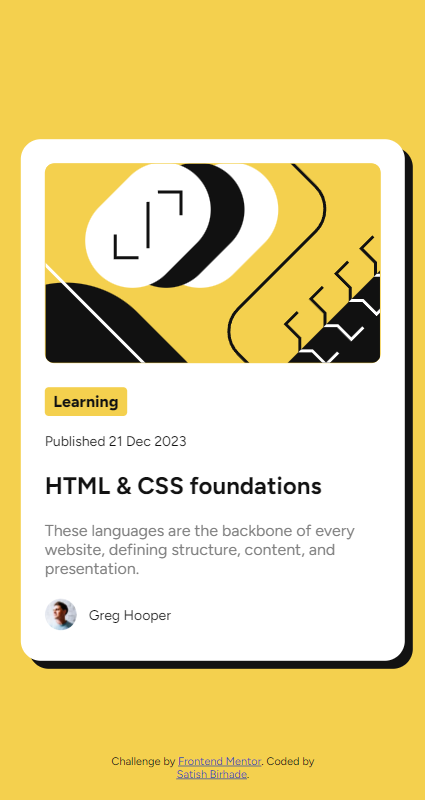 Learning
Published 21 Dec 2023
HTML & CSS foundations
These languages are the backbone of every
website, defining structure, content, and
presentation.
Greg Hooper
Challenge by Frontend Mentor. Coded by
Satish Birhade.